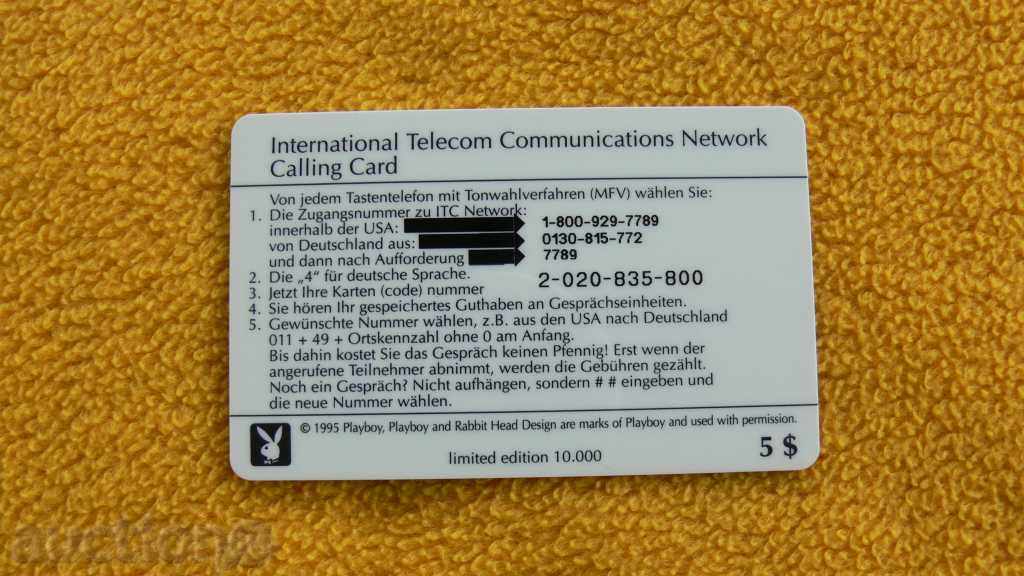 International Telecom Communications Network
Calling Card
Von jedem Tastentelefon mit Tonwahlverfahren (MFV) wählen Sie:
1. Die Zugangsnummer zu ITC Network:
innerhalb der USA: 1-800-929-7789
von Deutschland aus: 0130-815-772
und dann nach Aufforderung 7789
2. Die „4" für deutsche Sprache.
3. Jetzt Ihre Karten (code) nummer 2-020-835-800
4. Sie hören Ihr gespeichertes Guthaben an Gesprächseinheiten.
5. Gewünschte Nummer wählen, z.B. aus den USA nach Deutschland
011 + 49 + Ortskennzahl ohne 0 am Anfang.
Bis dahin kostet Sie das Gespräch keinen Pfennig! Erst wenn der
angerufene Teilnehmer abnimmt, werden die Gebühren gezählt.
Noch ein Gespräch? Nicht aufhängen, sondern # # eingeben und
die neue Nummer wählen.
© 1995 Playboy, Playboy and Rabbit Head Design are marks of Playboy and used with permission.
limited edition 10.000
5 $
auction